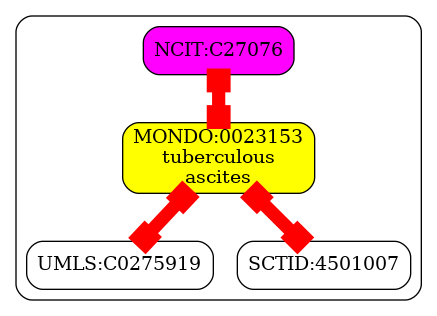 NCIT:C27076
MONDO:0023153
tuberculous
ascites
UMLS:C0275919
SCTID:4501007